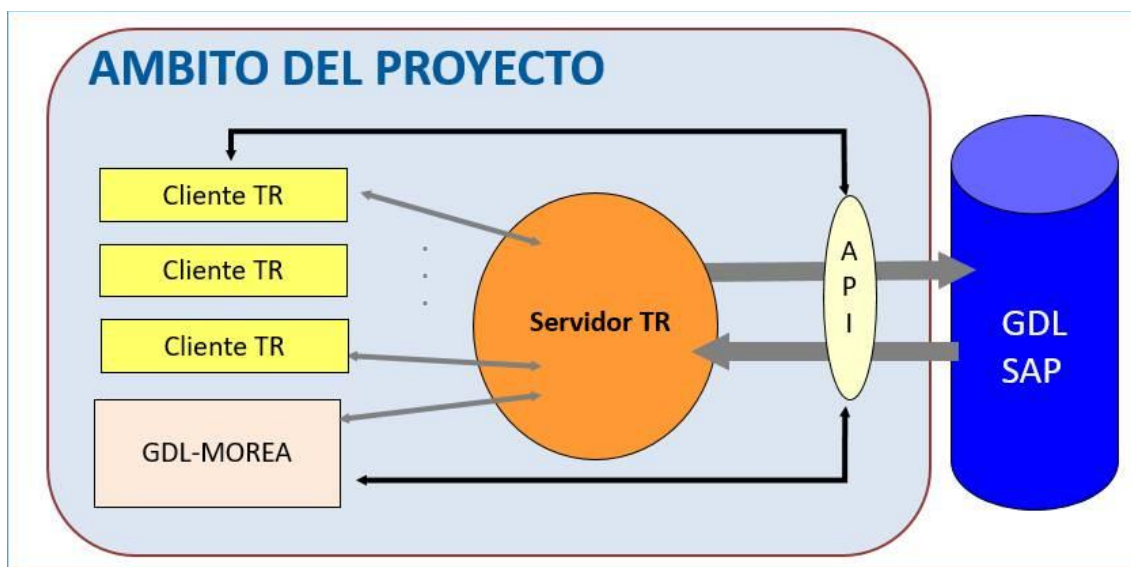 AMBITO DEL PROYECTO
Cliente TR
Cliente TR
Cliente TR
GDL-MOREA
Servidor TR
A
P
I
GDL
SAP